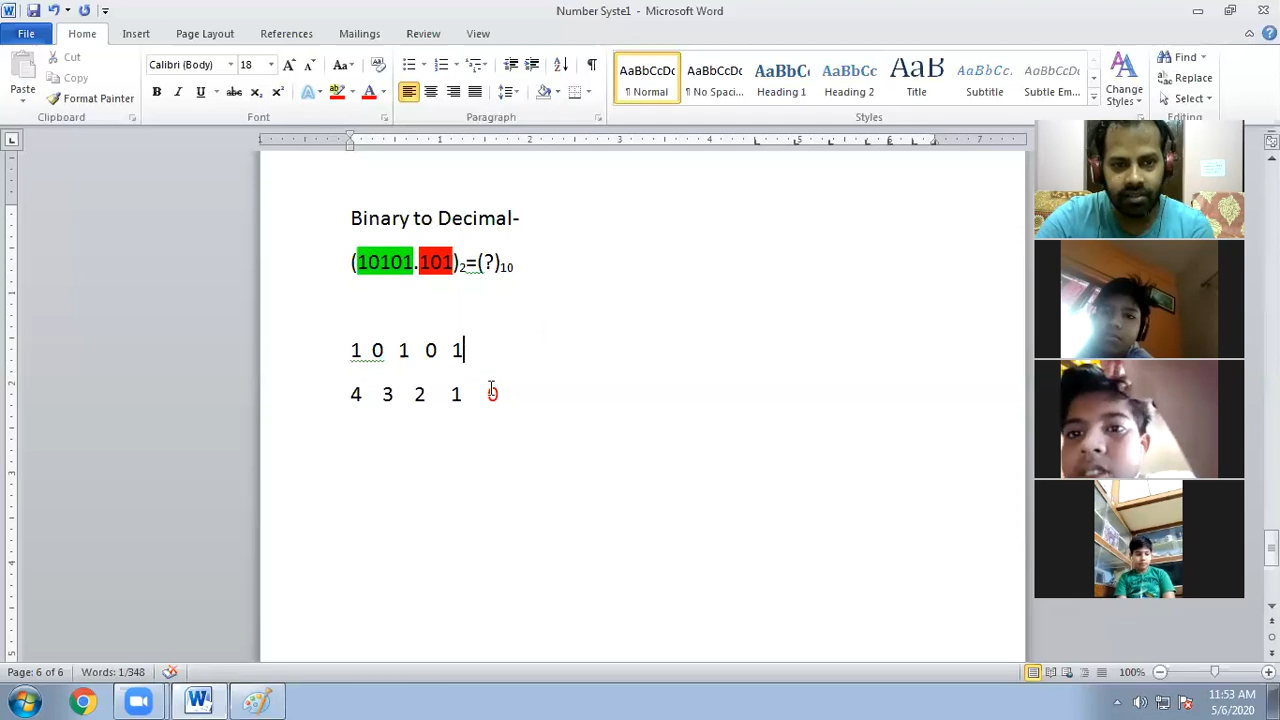 Number Syste1 - Microsoft Word
File Home Insert Page Layout References Mailings Review View
Paste
Cut
Copy
Format Painter
Clipboard
Calibri (Body) 18
Font
Paragraph
AaBbCcDc AaBbCcDc AaBbC AaBbCc AaB AaBbCc. AaBbCcDc
¶ Normal ¶ No Spaci... Heading 1 Heading 2 Title Subtitle Subtle Em...
Change Styles
Styles
Find
Replace
Select
Editing
Binary to Decimal-
(10101.101)2=(?)10
1 0 1 0 1
4 3 2 1 0
Page: 6 of 6 Words: 1/348 100%
11:53 AM
5/6/2020